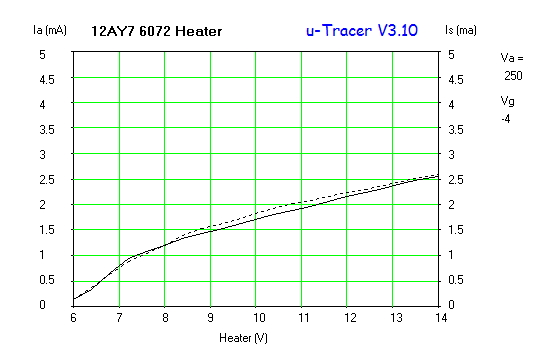 Ia (mA) 12AY7 6072 Heater u-Tracer V3.10 Is (ma)
5 5
4.5 4.5
4 4
3.5 3.5
3 3
2.5 2.5
2 2
1.5 1.5
1 1
0.5 0.5
0 0
6 7 8 9 10 11 12 13 14
Heater (V)
Va =
250
Vg
-4